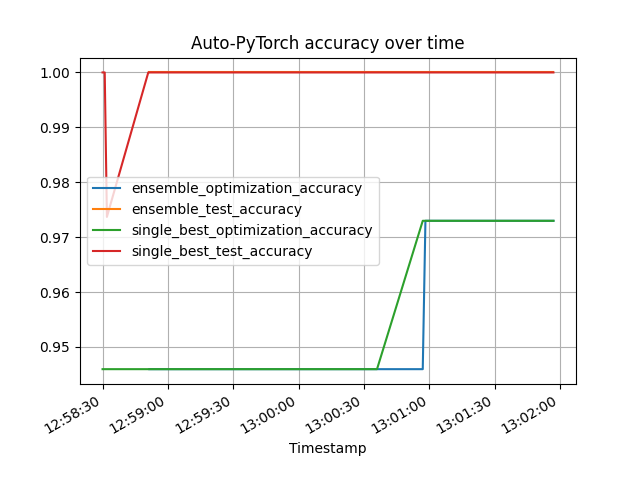 Auto-PyTorch accuracy over time
1.00
0.99
0.98
0.97
0.96
0.95
ensemble_optimization_accuracy
ensemble_test_accuracy
single_best_optimization_accuracy
single_best_test_accuracy
12:58:30
12:59:00
12:59:30
13:00:00
13:00:30
13:01:00
13:01:30
13:02:00
Timestamp